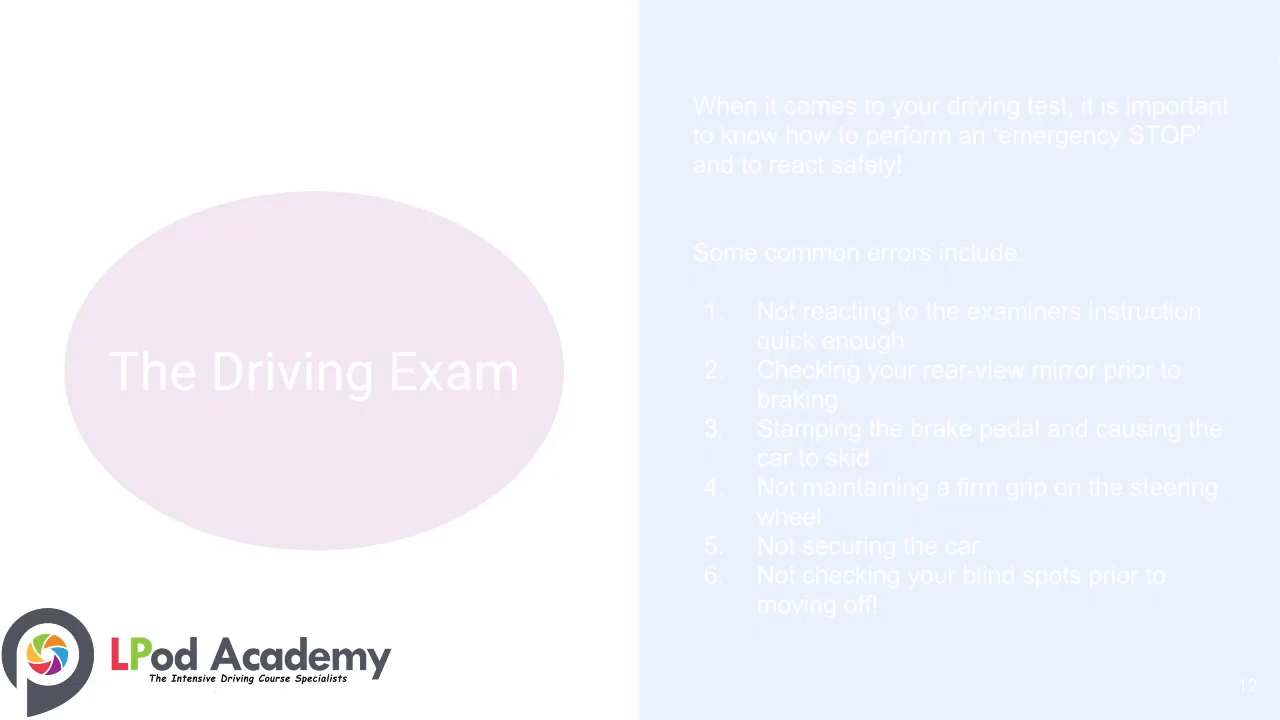 The Driving Exam
When it comes to your driving test, it is important
to know how to perform an ‘emergency STOP’
and to react safely!
Some common errors include:
1. Not reacting to the examiners instruction
quick enough
2. Checking your rear-view mirror prior to
braking
3. Stamping the brake pedal and causing the
car to skid
4. Not maintaining a firm grip on the steering
wheel
5. Not securing the car
6. Not checking your blind spots prior to
moving off!
LPod Academy
The Intensive Driving Course Specialists
12